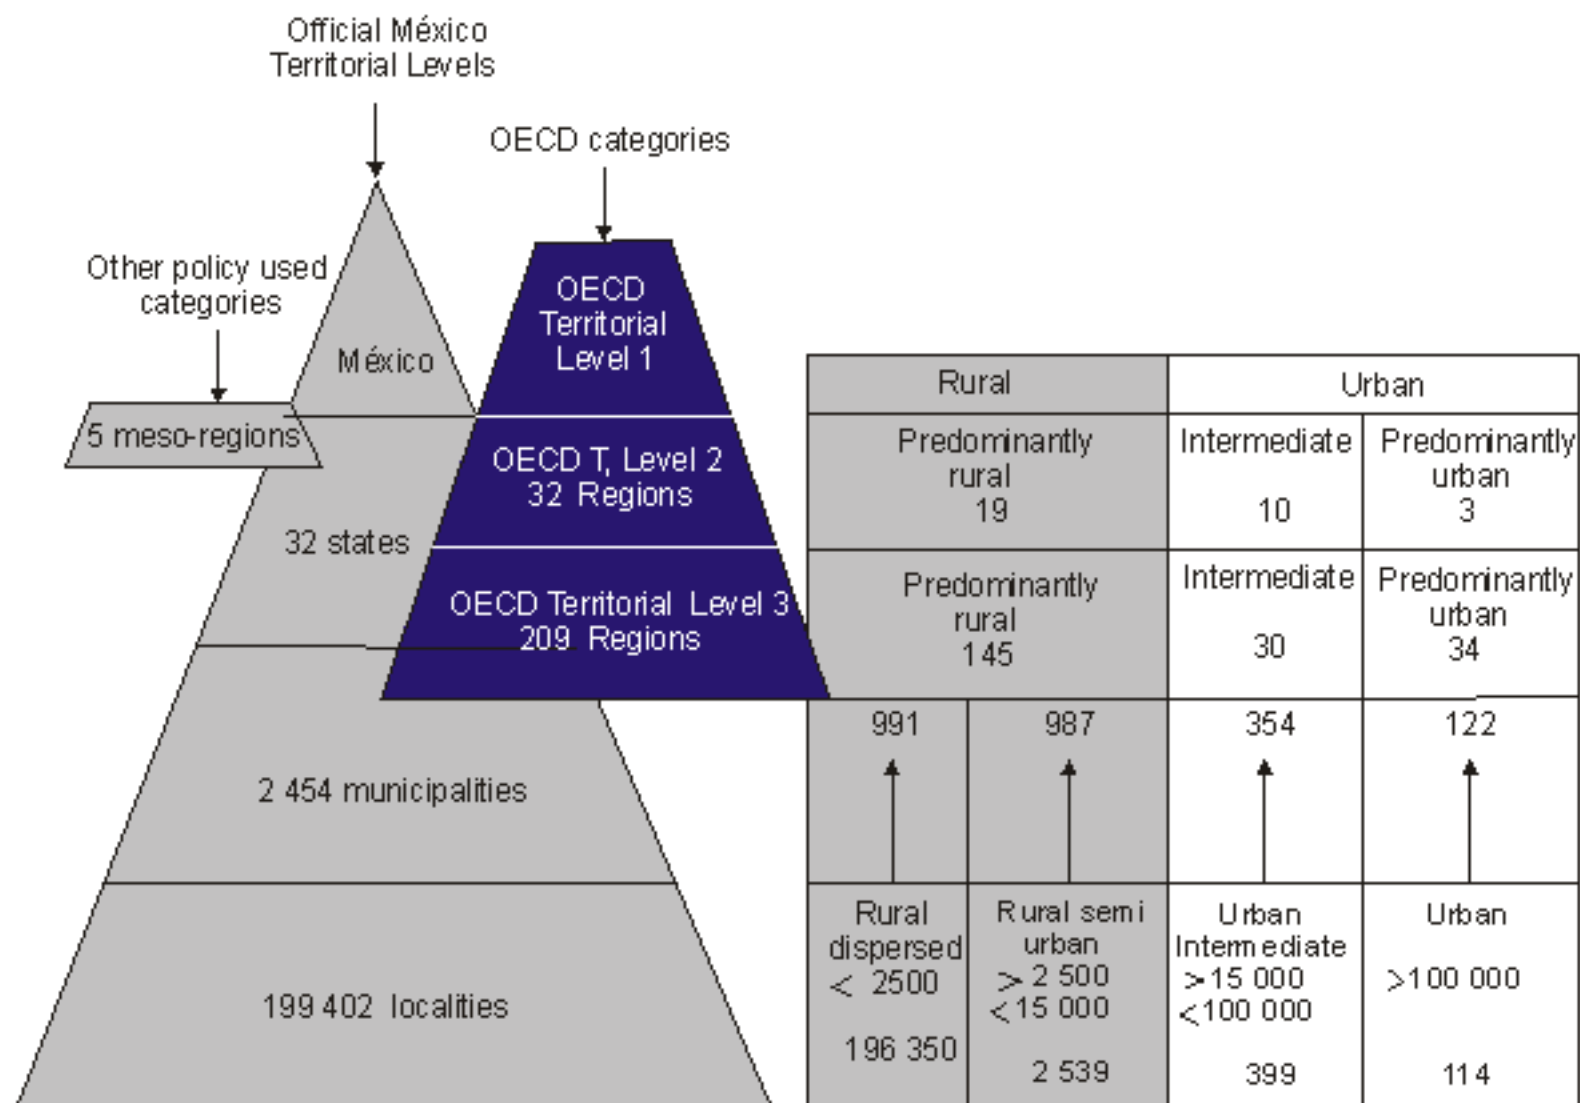 Official México
Territorial Levels
OECD categories
Other policy used
categories
México
5 meso-regions
32 states
2 454 municipalities
199 402 localities
OECD
Territorial
Level 1
OECD T, Level 2
32 Regions
OECD Territorial Level 3
209 Regions
Rural
Urban
Predominantly
rural
19
Intermediate
10
Predominantly
urban
3
Predominantly
rural
145
Intermediate
30
Predominantly
urban
34
991
987
354
122
Rural
dispersed
< 2500
196 350
Rural semi
urban
> 2 500
<15 000
2 539
Urban
Intermediate
>15 000
<100 000
399
Urban
>100 000
114